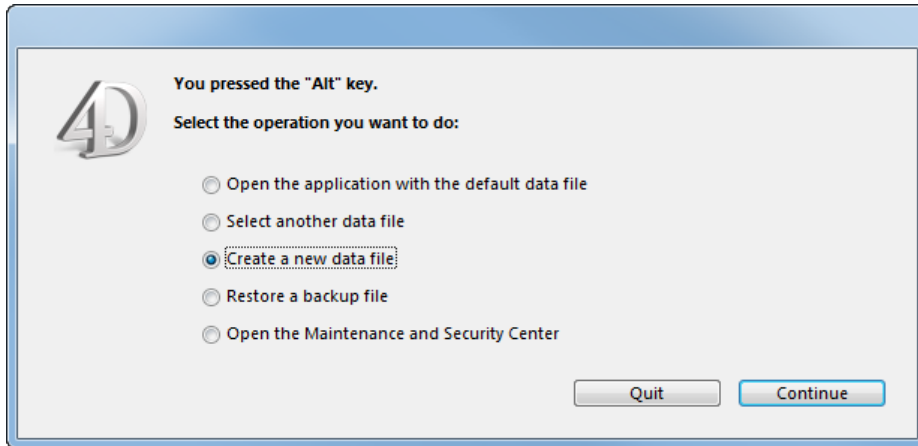 4D
You pressed the "Alt" key.
Select the operation you want to do:
Open the application with the default data file
Select another data file
Create a new data file
Restore a backup file
Open the Maintenance and Security Center
Quit Continue